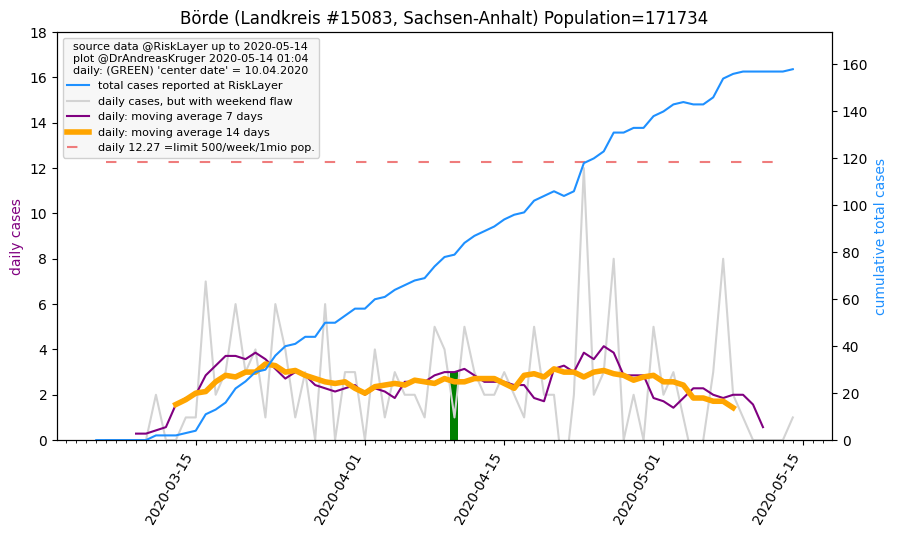 Börde (Landkreis #15083, Sachsen-Anhalt) Population=171734
source data @RiskLayer up to 2020-05-14
plot @DrAndreasKruger 2020-05-14 01:04
daily: (GREEN) 'center date' = 10.04.2020
total cases reported at RiskLayer
daily cases, but with weekend flaw
daily: moving average 7 days
daily: moving average 14 days
daily 12.27 =limit 500/week/1mio pop.
daily cases
18
16
14
12
10
8
6
4
2
0
cumulative total cases
160
140
120
100
80
60
40
20
0
2020-03-15
2020-04-01
2020-04-15
2020-05-01
2020-05-15